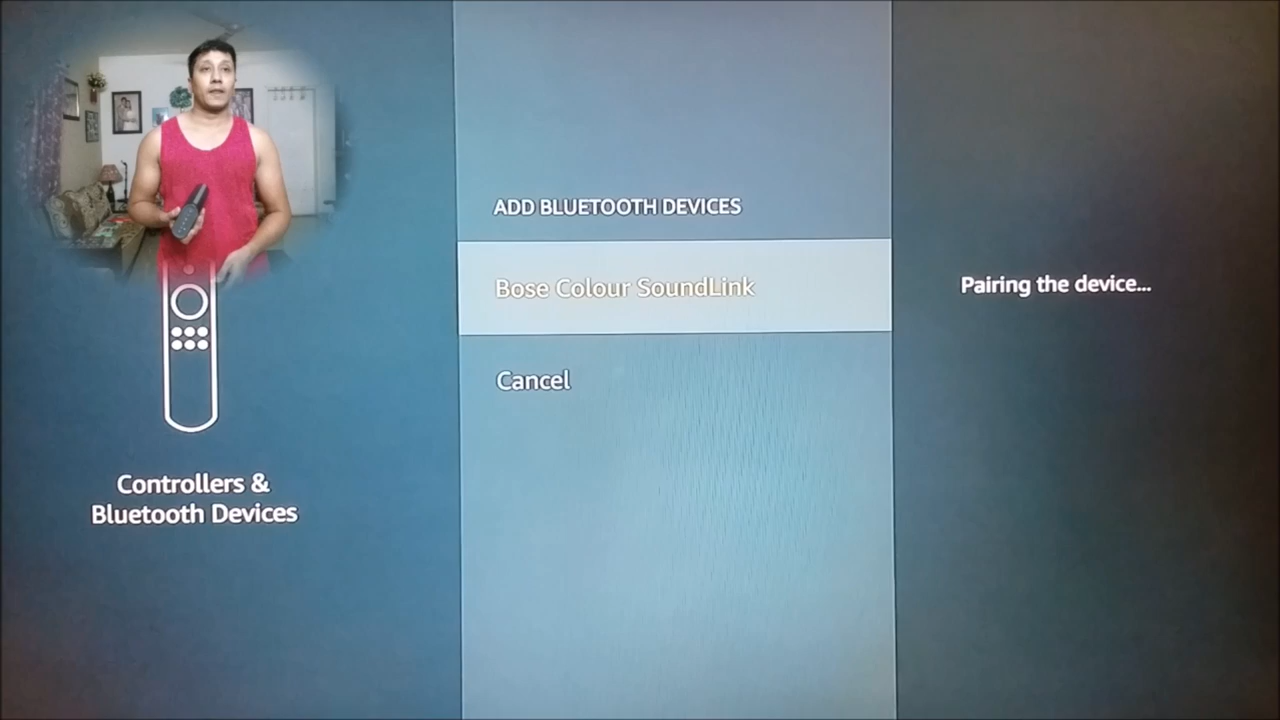 ADD BLUETOOTH DEVICES
Bose Colour SoundLink
Pairing the device...
Cancel
Controllers &
Bluetooth Devices